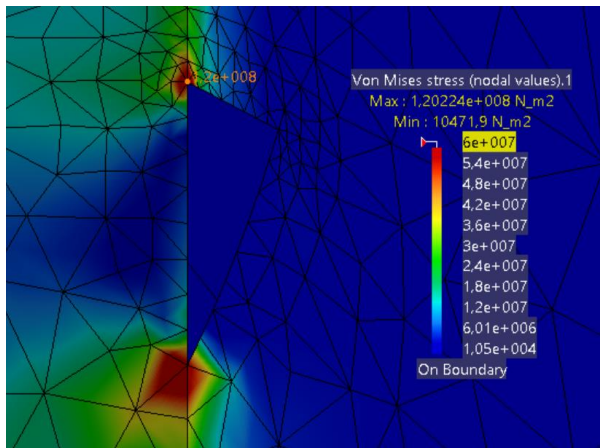 1,2e+008
Von Mises stress (nodal values).1
Max : 1,20224e+008 N_m2
Min : 10471,9 N_m2
6e+007
5,4e+007
4,8e+007
4,2e+007
3,6e+007
3e+007
2,4e+007
1,8e+007
1,2e+007
6,01e+006
1,05e+004
On Boundary